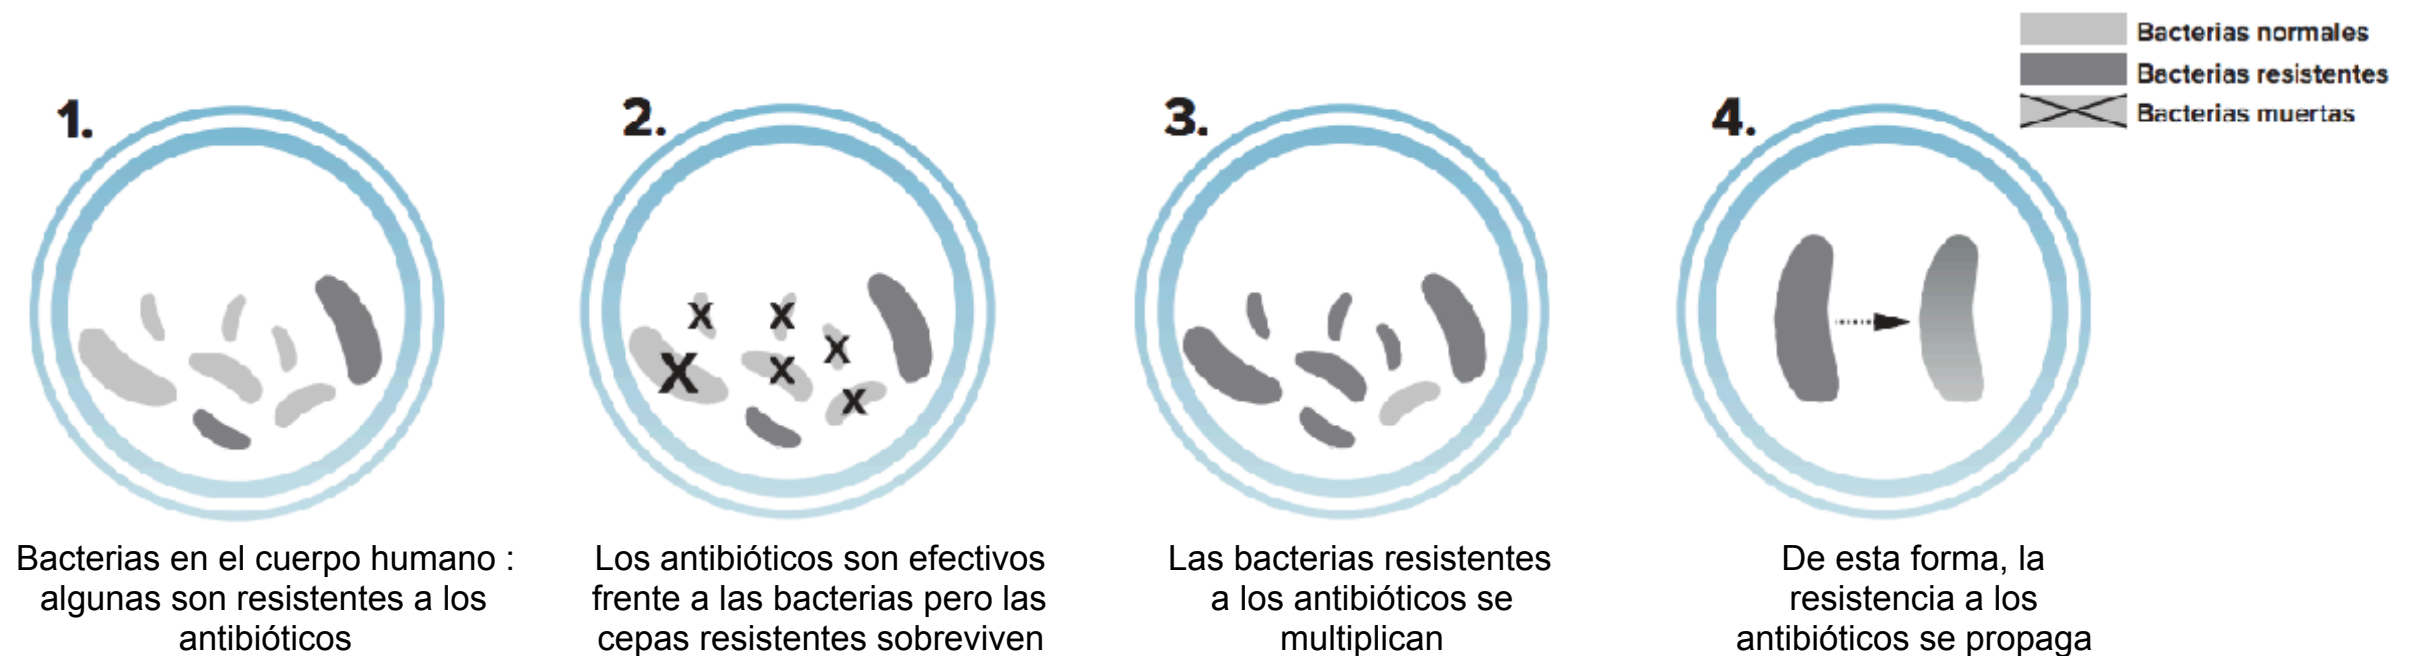 Bacterias normales
Bacterias resistentes
Bacterias muertas
1.
2.
3.
4.
X
X
X
X
X
X
Bacterias en el cuerpo humano :
algunas son resistentes a los
antibióticos
Los antibióticos son efectivos
frente a las bacterias pero las
cepas resistentes sobreviven
Las bacterias resistentes
a los antibióticos se
multiplican
De esta forma, la
resistencia a los
antibióticos se propaga